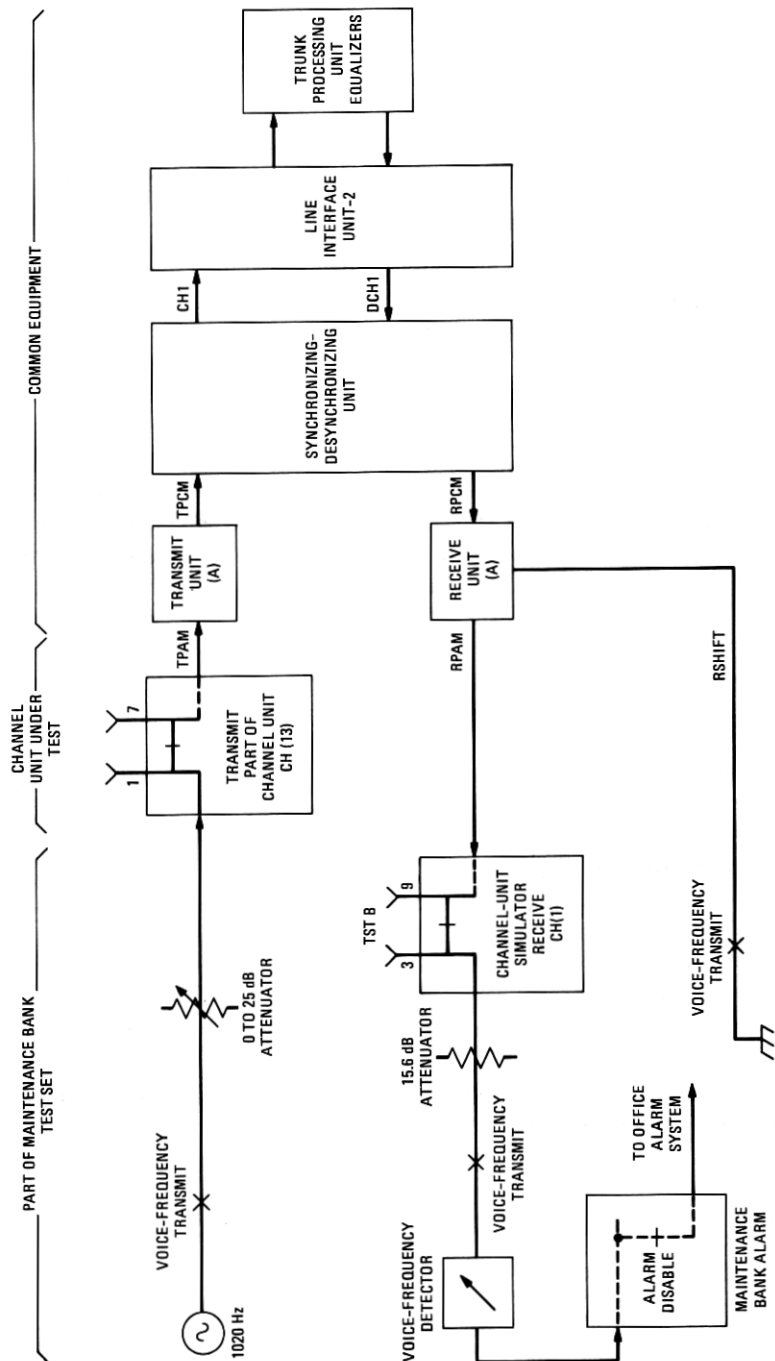 PART OF MAINTENANCE BANK
TEST SET
CHANNEL
UNIT UNDER
TEST
COMMON EQUIPMENT
1020 Hz
VOICE-FREQUENCY
TRANSMIT
0 TO 25 dB
ATTENUATOR
1
7
TRANSMIT
PART OF
CHANNEL UNIT
CH (13)
TPAM
TRANSMIT
UNIT
(A)
TPCM
SYNCHRONIZING-
DESYNCHRONIZING
UNIT
CH1
DCH1
LINE
INTERFACE
UNIT-2
TRUNK
PROCESSING
UNIT
EQUALIZERS
VOICE-FREQUENCY
DETECTOR
VOICE-FREQUENCY
TRANSMIT
15.6 dB
ATTENUATOR
TST B
3
9
CHANNEL-UNIT
SIMULATOR
RECEIVE
CH(1)
RPAM
RECEIVE
UNIT
(A)
RPCM
ALARM
DISABLE
MAINTENANCE
BANK ALARM
TO OFFICE
ALARM
SYSTEM
VOICE-FREQUENCY
TRANSMIT
RSHIFT